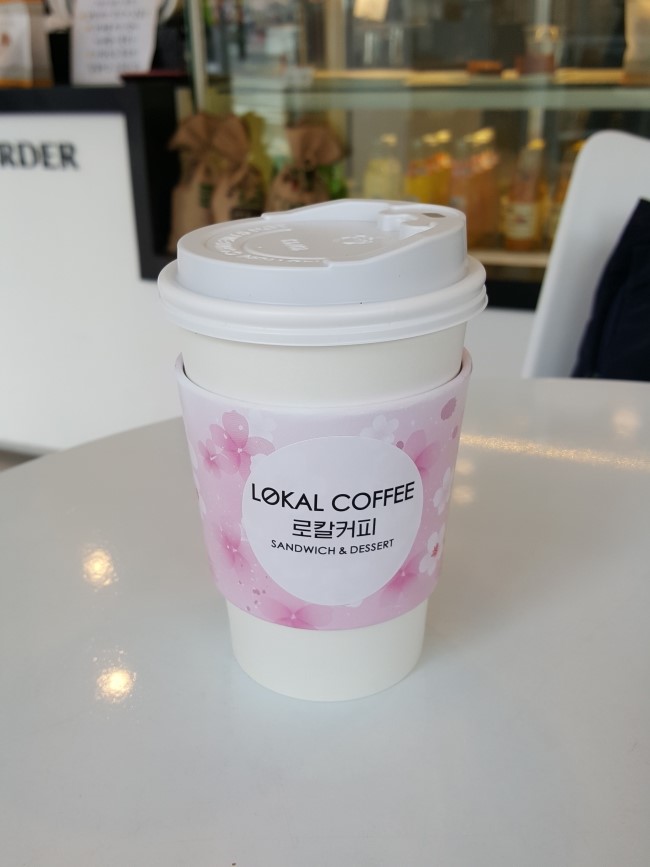 RDER
LØKAL COFFEE
로칼커피
SANDWICH & DESSERT